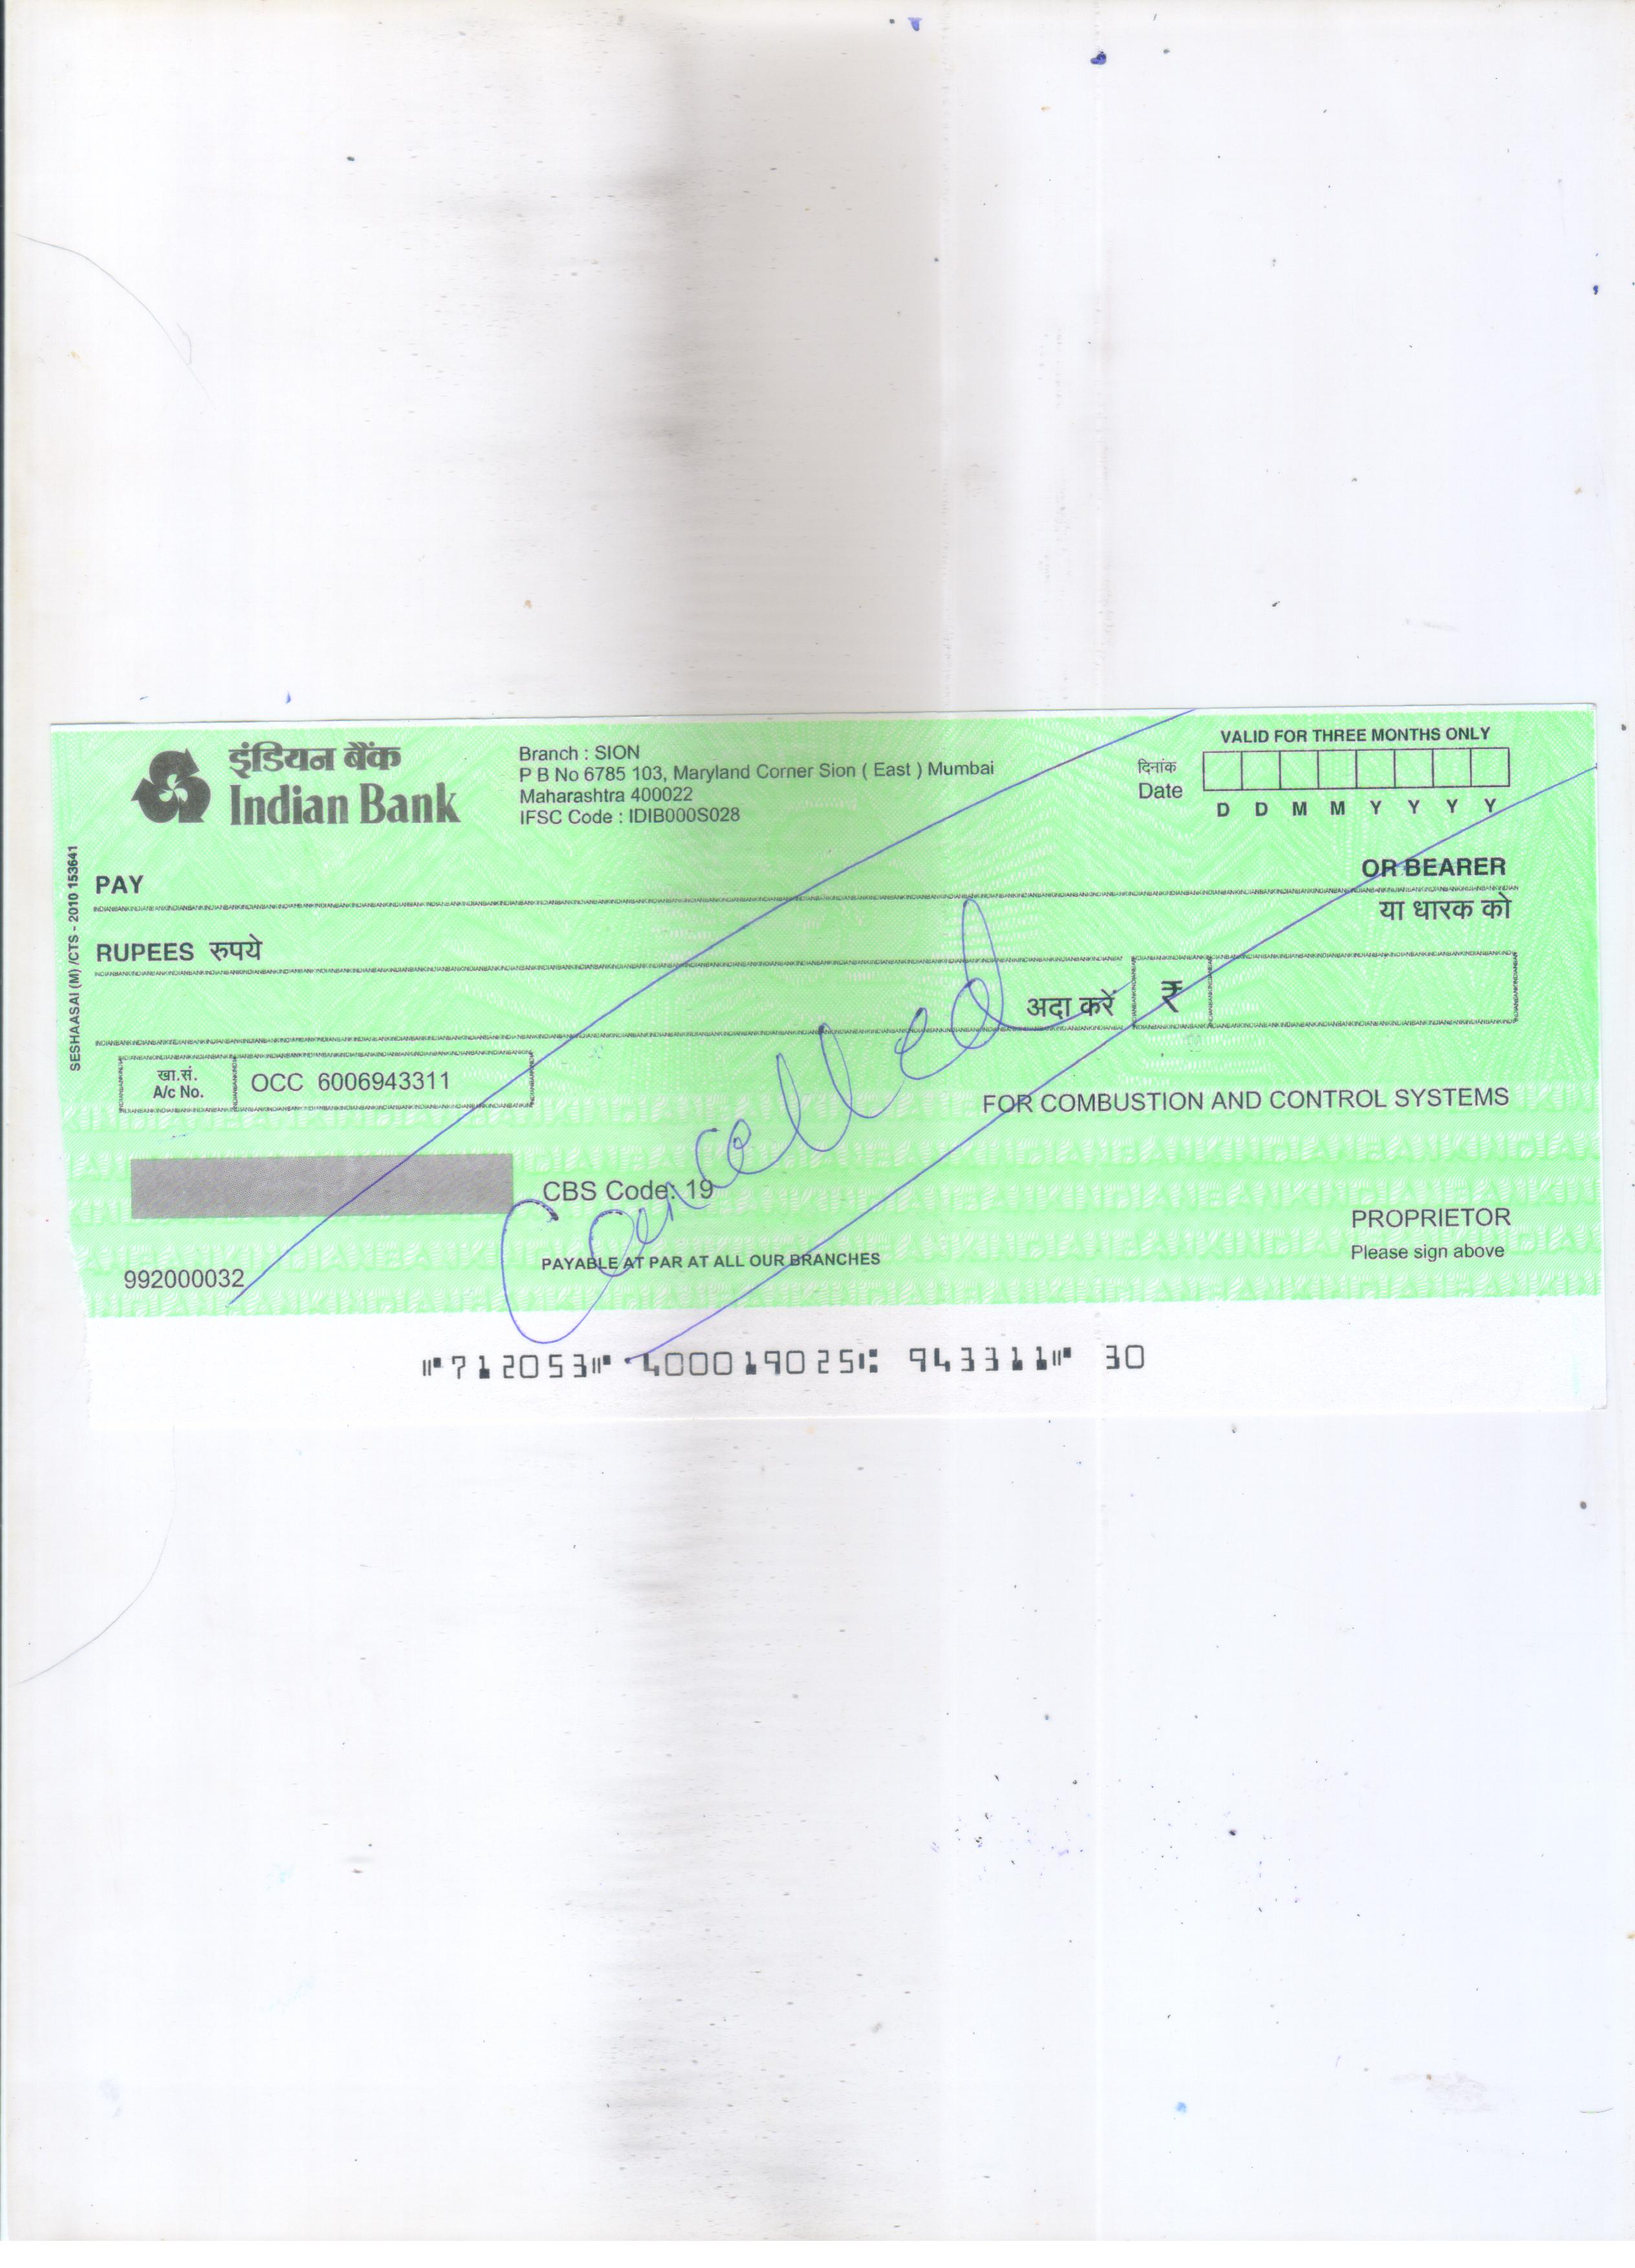 इंडियन बैंक
Indian Bank
Branch : SION
P B No 6785 103, Maryland Corner Sion ( East ) Mumbai
Maharashtra 400022
IFSC Code : IDIB000S028
VALID FOR THREE MONTHS ONLY
दिनांक
Date
D D M M Y Y Y Y
PAY
OR BEARER
या धारक को
RUPEES रुपये
अदा करें ₹
खा.सं.
A/c No.
OCC 6006943311
Cancelled
FOR COMBUSTION AND CONTROL SYSTEMS
CBS Code: 19
PROPRIETOR
Please sign above
PAYABLE AT PAR AT ALL OUR BRANCHES
992000032
SESHAASAI (M) /CTS - 2010 153641
⑈712053⑈ 400019025⑆ 943311⑈ 30